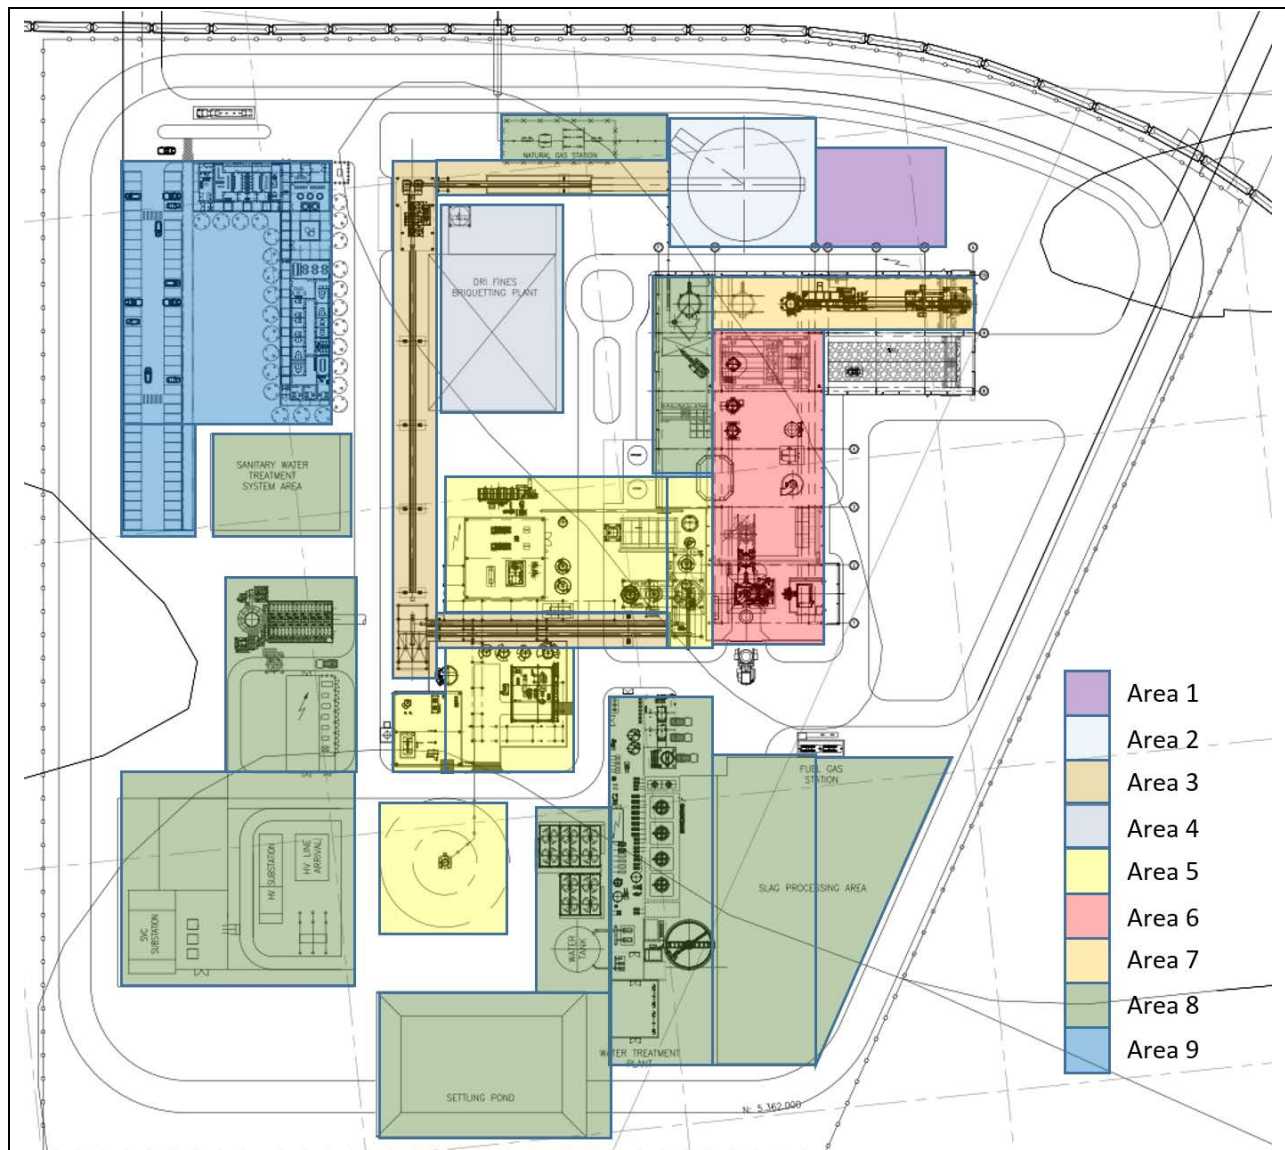 NATURAL GAS STATION
DRI FINES
BRIQUETTING PLANT
SANITARY WATER
TREATMENT
SYSTEM AREA
Area 1
Area 2
Area 3
Area 4
Area 5
Area 6
Area 7
Area 8
Area 9
FUEL GAS
STATION
SLAG PROCESSING AREA
HV SUBSTATION
HV LINE
ARRIVAL
SVC
SUBSTATION
WATER
TANK
WATER TREATMENT
PLANT
SETTLING POND
N: 5 362 000